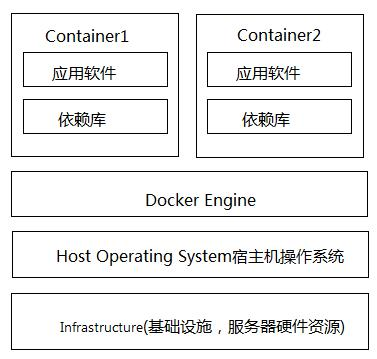 Container1
Container2
应用软件
应用软件
依赖库
依赖库
Docker Engine
Host Operating System宿主机操作系统
Infrastructure(基础设施，服务器硬件资源)